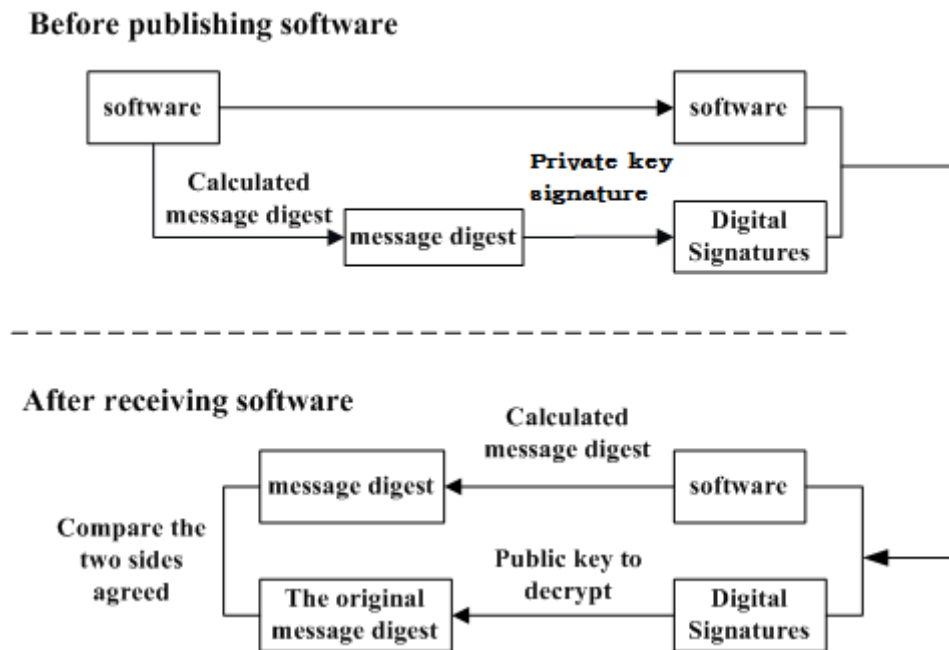 Before publishing software
software
software
Private key
signature
Calculated
message digest
message digest
Digital
Signatures
After receiving software
Calculated
message digest
message digest
software
Compare the
two sides
agreed
Public key to
decrypt
The original
message digest
Digital
Signatures